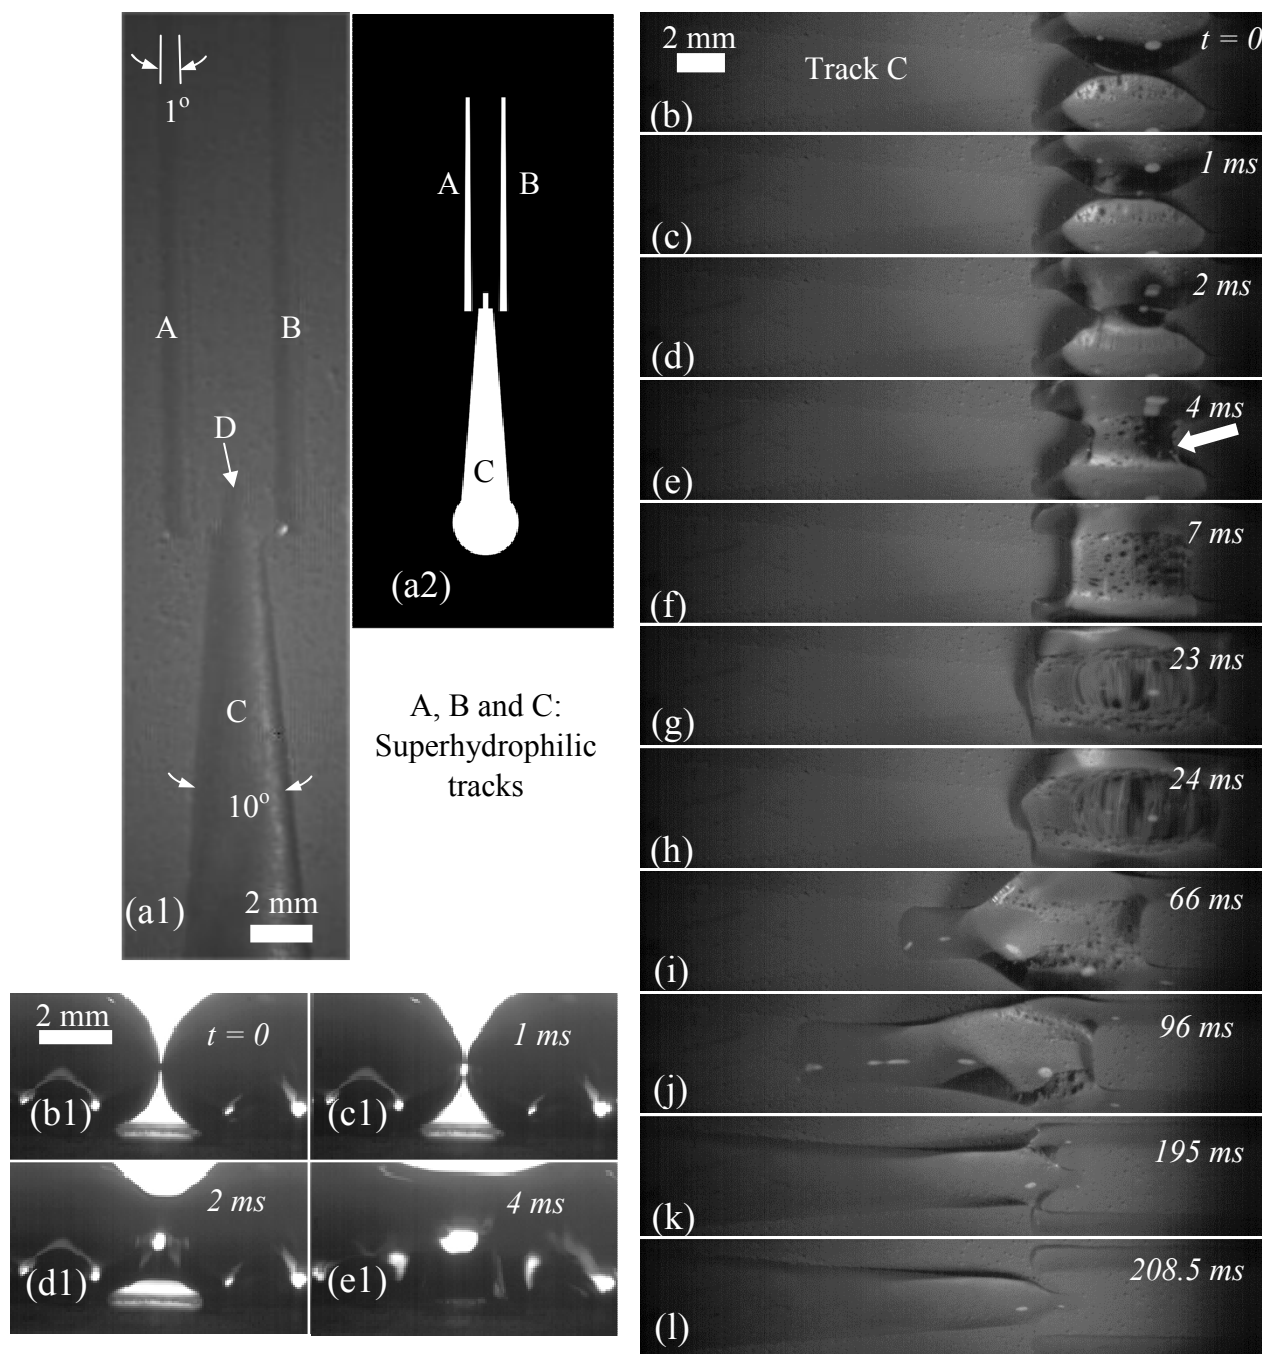 1°
A
B
D
C
10°
(a1)
2 mm
A
B
C
(a2)
A, B and C:
Superhydrophilic
tracks
2 mm
t = 0
(b1)
1 ms
(c1)
2 ms
(d1)
4 ms
(e1)
2 mm
Track C
t = 0
(b)
1 ms
(c)
2 ms
(d)
4 ms
(e)
7 ms
(f)
23 ms
(g)
24 ms
(h)
66 ms
(i)
96 ms
(j)
195 ms
(k)
208.5 ms
(l)